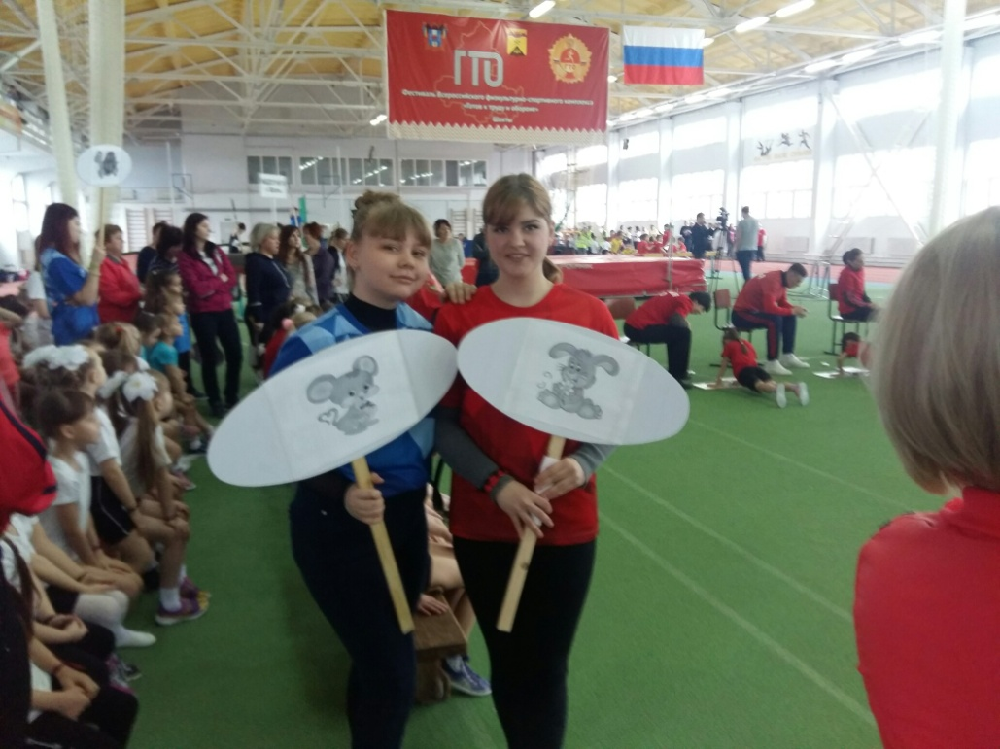 ГТО
Фестиваль Всероссийского физкультурно-спортивного комплекса
«Готов к труду и обороне»
Шахты